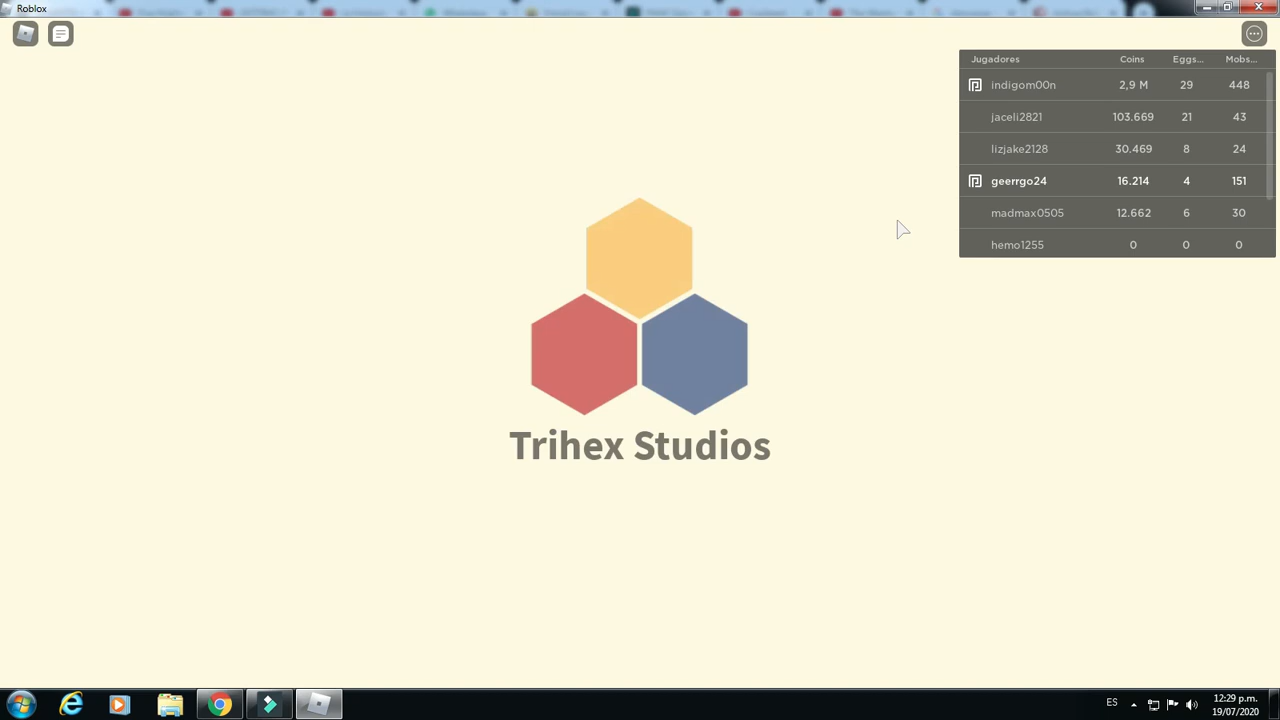 Roblox
Jugadores Coins Eggs... Mobs...
indigom00n 2,9 M 29 448
jaceli2821 103.669 21 43
lizjake2128 30.469 8 24
geerrgo24 16.214 4 151
madmax0505 12.662 6 30
hemo1255 0 0 0
Trihex Studios
ES
12:29 p.m.
19/07/2020